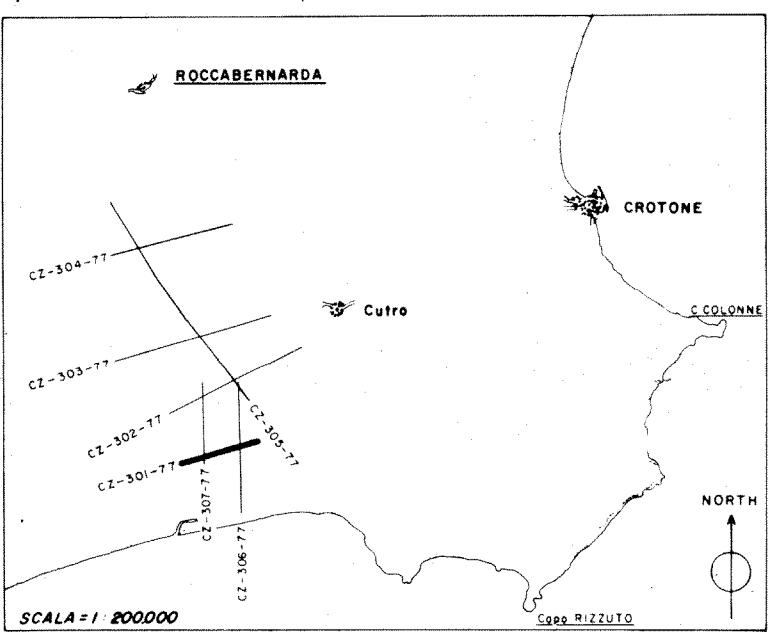 ROCCABERNARDA
CROTONE
CZ-304-77
Cutro
C COLONNE
CZ-303-77
CZ-302-77
CZ-305-77
CZ-301-77
CZ-307-77
CZ-306-77
NORTH
SCALA = 1 : 200.000
Capo RIZZUTO